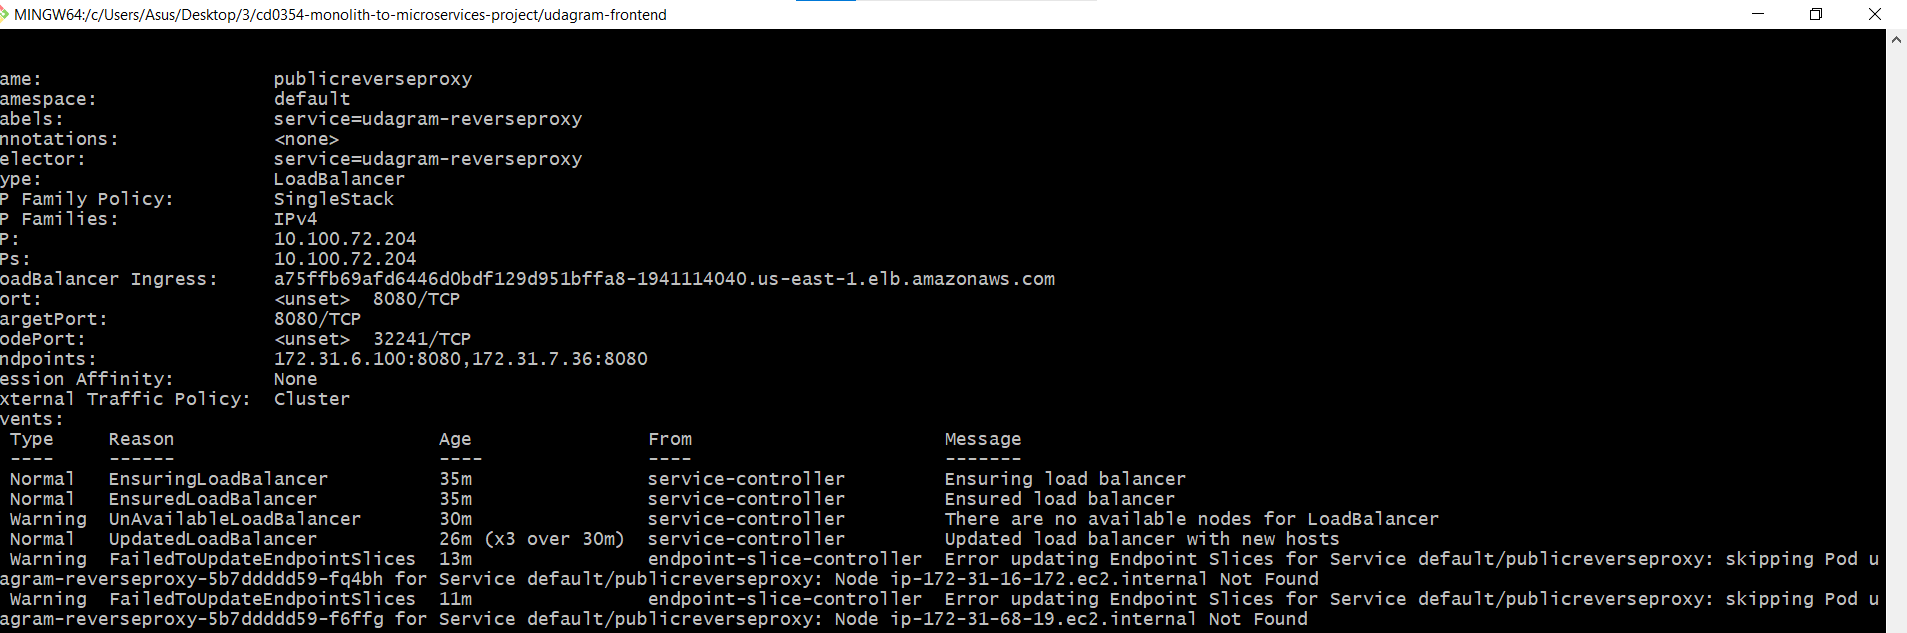 MINGW64:/c/Users/Asus/Desktop/3/cd0354-monolith-to-microservices-project/udagram-frontend
ame: publicreverseproxy
amespace: default
abels: service=udagram-reverseproxy
nnotations: <none>
elector: service=udagram-reverseproxy
ype: LoadBalancer
P Family Policy: SingleStack
P Families: IPv4
P: 10.100.72.204
Ps: 10.100.72.204
oadBalancer Ingress: a75ffb69afd6446d0bdf129d951bffa8-1941114040.us-east-1.elb.amazonaws.com
ort: <unset> 8080/TCP
argetPort: 8080/TCP
odePort: <unset> 32241/TCP
ndpoints: 172.31.6.100:8080,172.31.7.36:8080
ession Affinity: None
xternal Traffic Policy: Cluster
vents:
Type Reason Age From Message
---- ------ ---- ---- -------
Normal EnsuringLoadBalancer 35m service-controller Ensuring load balancer
Normal EnsuredLoadBalancer 35m service-controller Ensured load balancer
Warning UnAvailableLoadBalancer 30m service-controller There are no available nodes for LoadBalancer
Normal UpdatedLoadBalancer 26m (x3 over 30m) service-controller Updated load balancer with new hosts
Warning FailedToUpdateEndpointSlices 13m endpoint-slice-controller Error updating Endpoint Slices for Service default/publicreverseproxy: skipping Pod u
agram-reverseproxy-5b7ddddd59-fq4bh for Service default/publicreverseproxy: Node ip-172-31-16-172.ec2.internal Not Found
Warning FailedToUpdateEndpointSlices 11m endpoint-slice-controller Error updating Endpoint Slices for Service default/publicreverseproxy: skipping Pod u
agram-reverseproxy-5b7ddddd59-f6ffg for Service default/publicreverseproxy: Node ip-172-31-68-19.ec2.internal Not Found